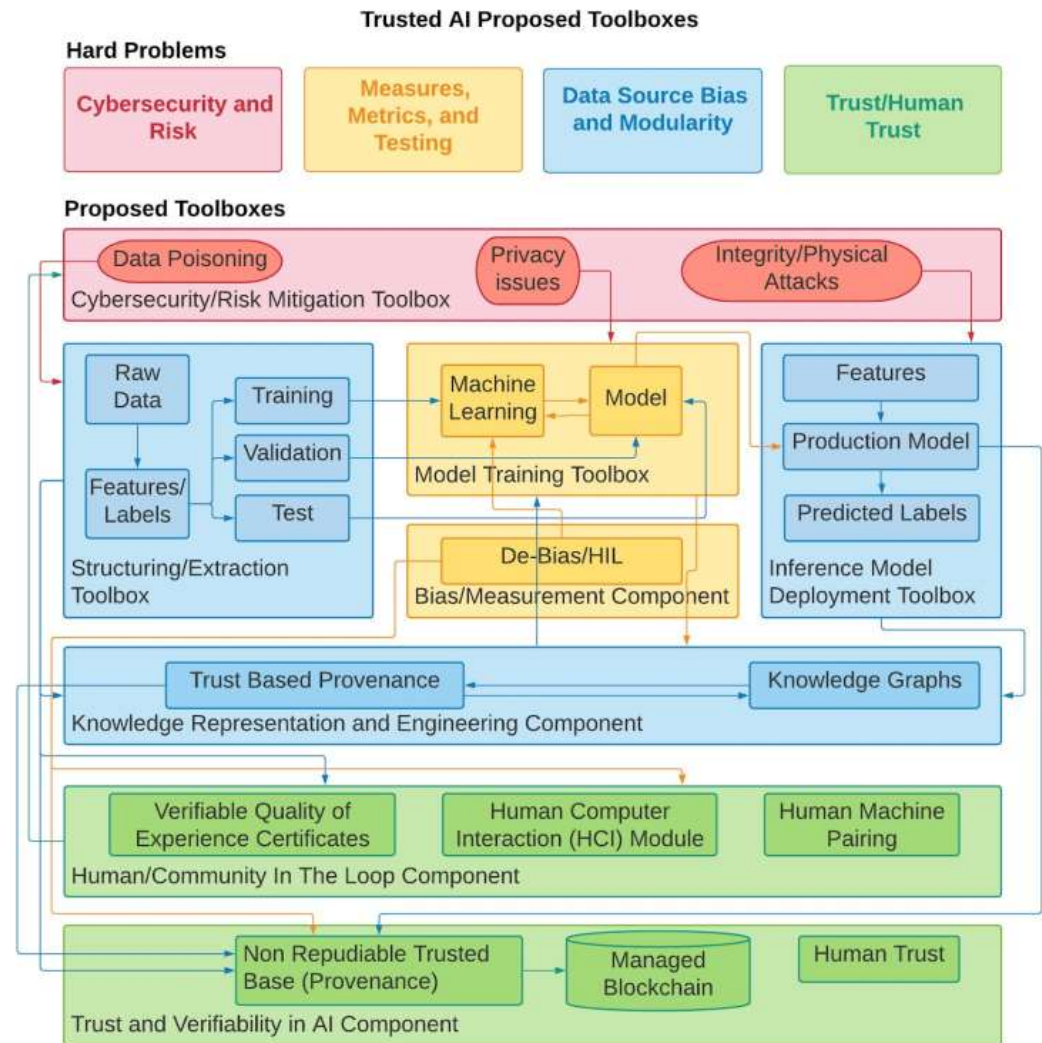 Trusted AI Proposed Toolboxes
Hard Problems
Cybersecurity and
Risk
Measures,
Metrics, and
Testing
Data Source Bias
and Modularity
Trust/Human
Trust
Proposed Toolboxes
Data Poisoning
Privacy
issues
Integrity/Physical
Attacks
Cybersecurity/Risk Mitigation Toolbox
Raw
Data
Features/
Labels
Training
Validation
Test
Structuring/Extraction
Toolbox
Machine
Learning
Model
Model Training Toolbox
De-Bias/HIL
Bias/Measurement Component
Features
Production Model
Predicted Labels
Inference Model
Deployment Toolbox
Trust Based Provenance
Knowledge Graphs
Knowledge Representation and Engineering Component
Verifiable Quality of
Experience Certificates
Human Computer
Interaction (HCI) Module
Human Machine
Pairing
Human/Community In The Loop Component
Non Repudiable Trusted
Base (Provenance)
Managed
Blockchain
Human Trust
Trust and Verifiability in AI Component